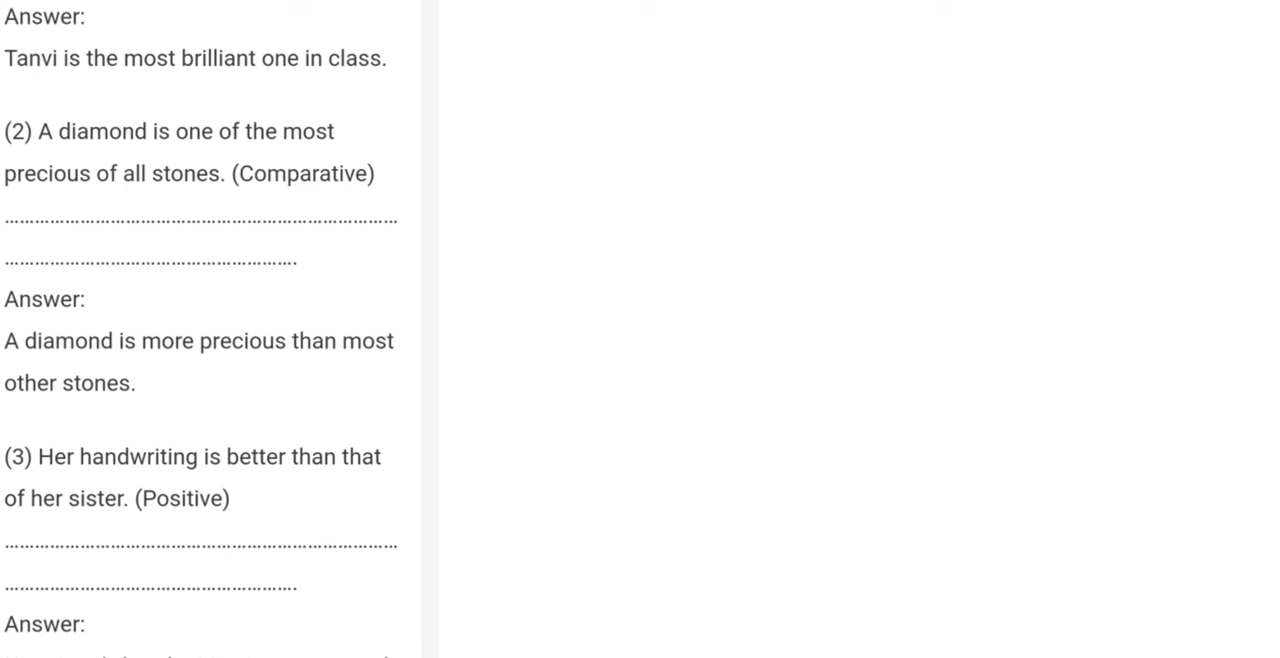 Answer:
Tanvi is the most brilliant one in class.
(2) A diamond is one of the most
precious of all stones. (Comparative)
……………………………………………………………………
………………………………………………….
Answer:
A diamond is more precious than most
other stones.
(3) Her handwriting is better than that
of her sister. (Positive)
……………………………………………………………………
………………………………………………….
Answer: